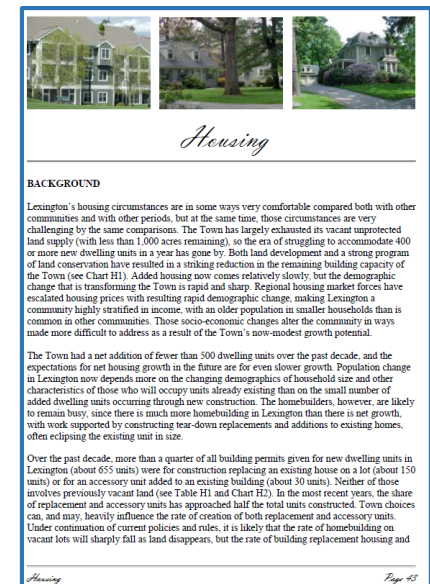 Housing
BACKGROUND
Lexington's housing circumstances are in some ways very comfortable compared both with other
communities and with other periods, but at the same time, those circumstances are very
challenging by the same comparisons. The Town has largely exhausted its vacant unprotected
land supply (with less than 1,000 acres remaining), so the era of struggling to accommodate 400
or more new dwelling units in a year has gone by. Both land development and a strong program
of land conservation have resulted in a striking reduction in the remaining building capacity of
the Town (see Chart H1). Added housing now comes relatively slowly, but the demographic
change that is transforming the Town is rapid and sharp. Regional housing market forces have
escalated housing prices with resulting rapid demographic change, making Lexington a
community highly stratified in income, with an older population in smaller households than is
common in other communities. Those socio-economic changes alter the community in ways
made more difficult to address as a result of the Town's now-modest growth potential.
The Town had a net addition of fewer than 500 dwelling units over the past decade, and the
expectations for net housing growth in the future are for even slower growth. Population change
in Lexington now depends more on the changing demographics of household size and other
characteristics of those who will occupy units already existing than on the small number of
added dwelling units occurring through new construction. The homebuilders, however, are likely
to remain busy, since there is much more homebuilding in Lexington than there is net growth,
with work supported by constructing tear-down replacements and additions to existing homes,
often eclipsing the existing unit in size.
Over the past decade, more than a quarter of all building permits given for new dwelling units in
Lexington (about 655 units) were for construction replacing an existing house on a lot (about 150
units) or for an accessory unit added to an existing building (about 30 units). Neither of those
involves previously vacant land (see Table H1 and Chart H2). In the most recent years, the share
of replacement and accessory units has approached half the total units constructed. Town choices
can, and may, heavily influence the rate of creation of both replacement and accessory units.
Under continuation of current policies and rules, it is likely that the rate of homebuilding on
vacant lots will sharply fall as land disappears, but the rate of building replacement housing and
Housing Page 43